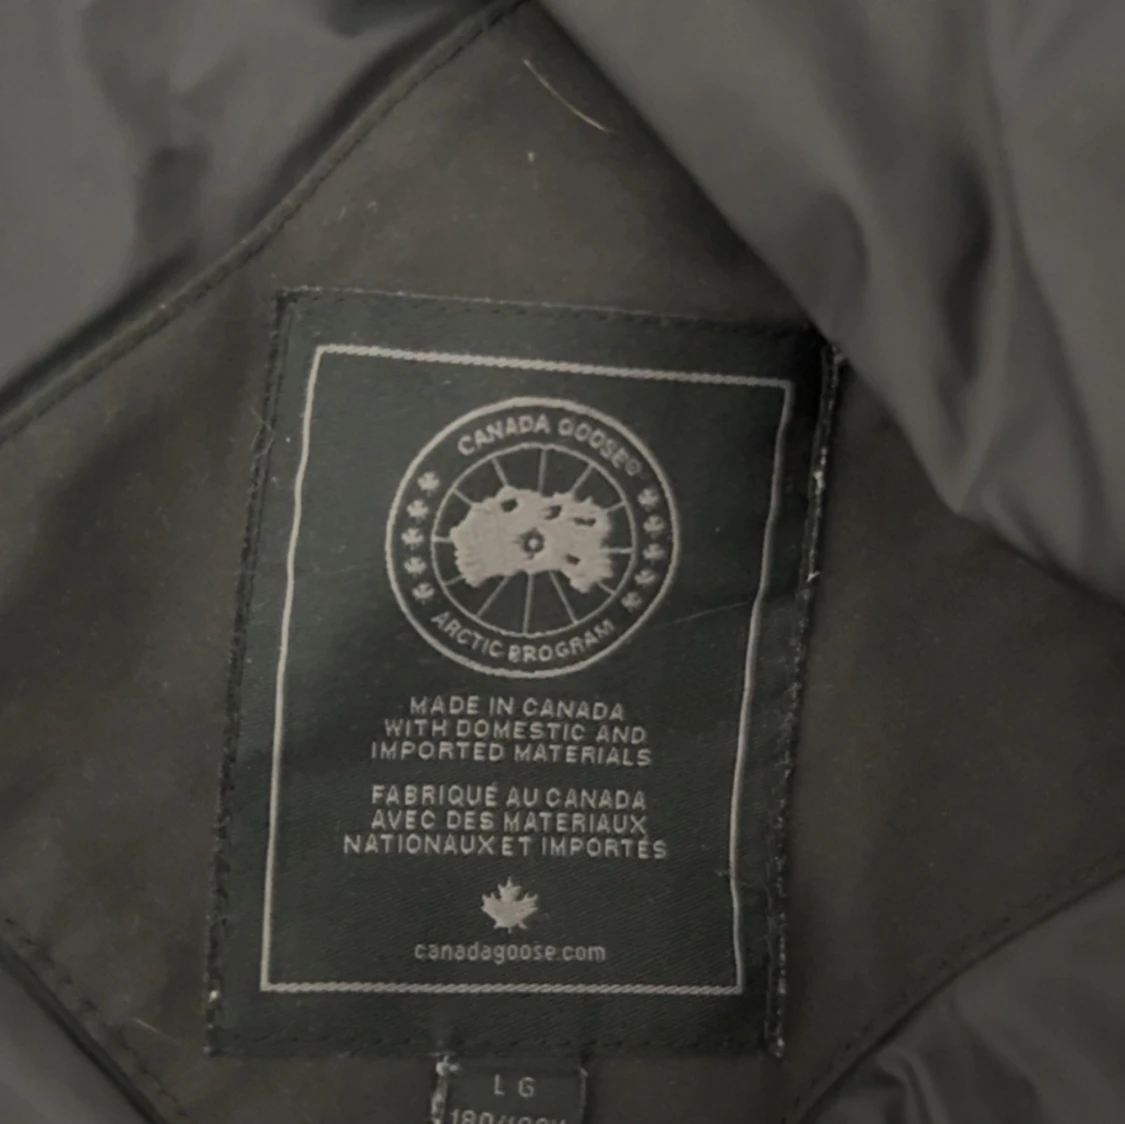 CANADA GOOSE®
ARCTIC PROGRAM
MADE IN CANADA
WITH DOMESTIC AND
IMPORTED MATERIALS
FABRIQUÉ AU CANADA
AVEC DES MATERIAUX
NATIONAUX ET IMPORTÉS
canadagoose.com
LG